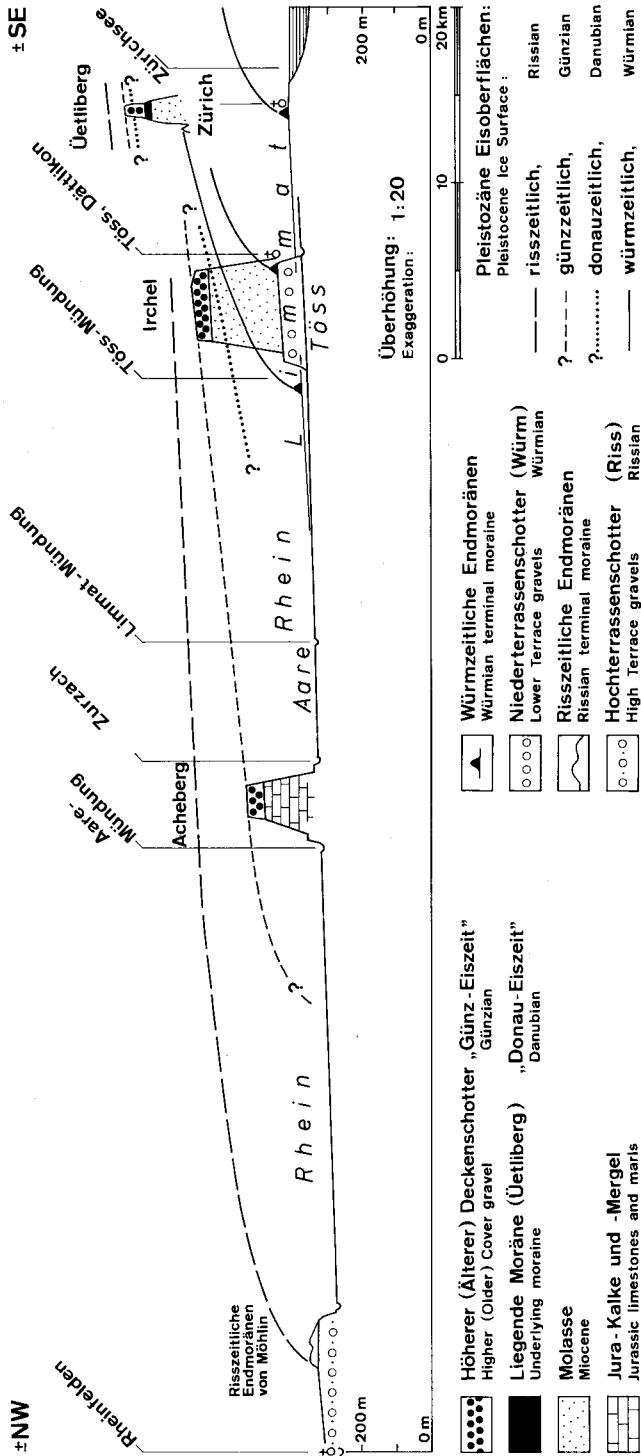 ±NW
±SE
Rheinfelden
Risszeitliche
Endmoränen
von Möhlin
Aare-
Mündung
Acheberg
Zurzach
Limmat-Mündung
Töss-Mündung
Irchel
Töss, Dättlikon
Üetliberg
Zürich
Zürichsee
Rhein
Aare
Rhein
Limmat
Töss
?
?
?
?
?
?
200 m
0 m
200 m
0 m
Überhöhung: 1:20
Exaggeration:
0 10 20 km
Höherer (Älterer) Deckenschotter „Günz-Eiszeit"
Higher (Older) Cover gravel Günzian
Liegende Moräne (Üetliberg) „Donau-Eiszeit"
Underlying moraine Danubian
Molasse
Miocene
Jura-Kalke und -Mergel
Jurassic limestones and marls
Würmzeitliche Endmoränen
Würmian terminal moraine
Niederterrassenschotter (Würm)
Lower Terrace gravels Würmian
Risszeitliche Endmoränen
Rissian terminal moraine
Hochterrassenschotter (Riss)
High Terrace gravels Rissian
Pleistozäne Eisoberflächen:
Pleistocene Ice Surface:
risszeitlich, Rissian
? günzzeitlich, Günzian
? donauzeitlich, Danubian
würmzeitlich, Würmian